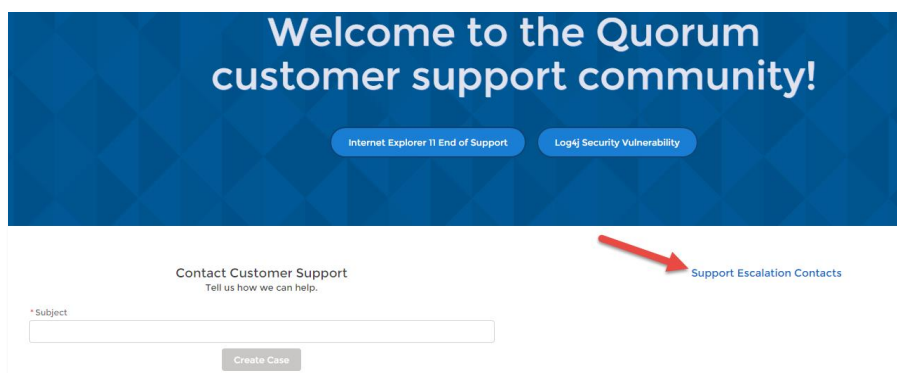 Welcome to the Quorum
customer support community!
Internet Explorer 11 End of Support
Log4j Security Vulnerability
Contact Customer Support
Tell us how we can help.
Support Escalation Contacts
* Subject
Create Case